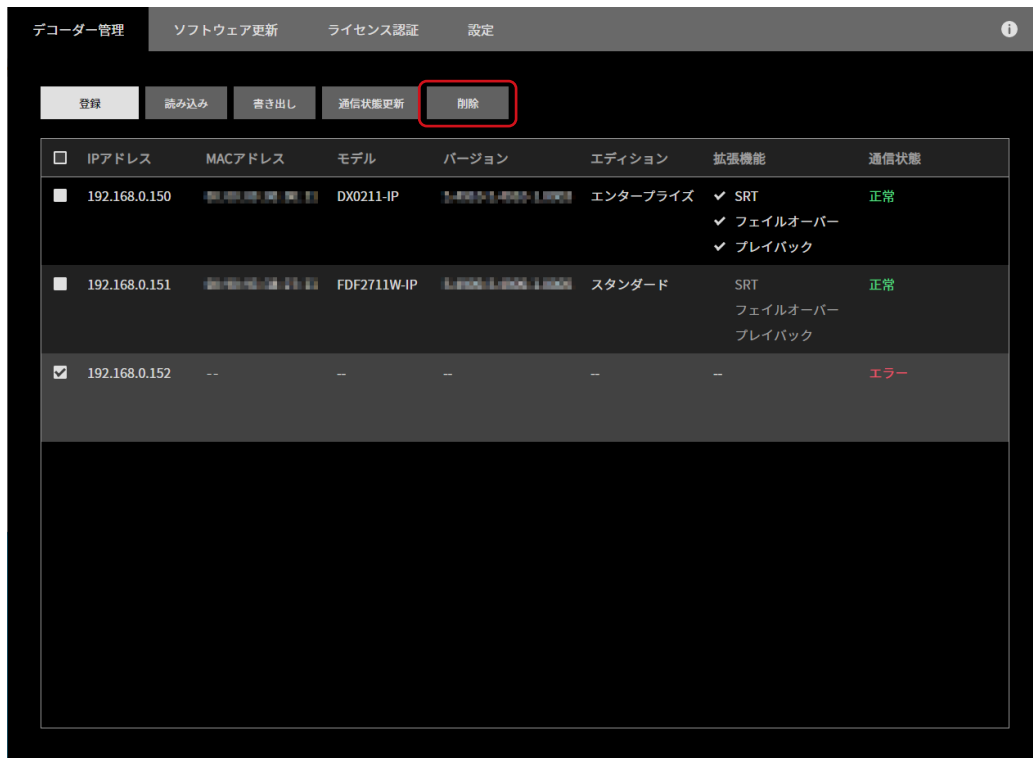 デコーダー管理 ソフトウェア更新 ライセンス認証 設定
登録 読み込み 書き出し 通信状態更新 削除
IPアドレス MACアドレス モデル バージョン エディション 拡張機能 通信状態
192.168.0.150 DX0211-IP エンタープライズ SRT 正常
フェイルオーバー
プレイバック
192.168.0.151 FDF2711W-IP スタンダード SRT 正常
フェイルオーバー
プレイバック
192.168.0.152 -- -- -- -- -- エラー